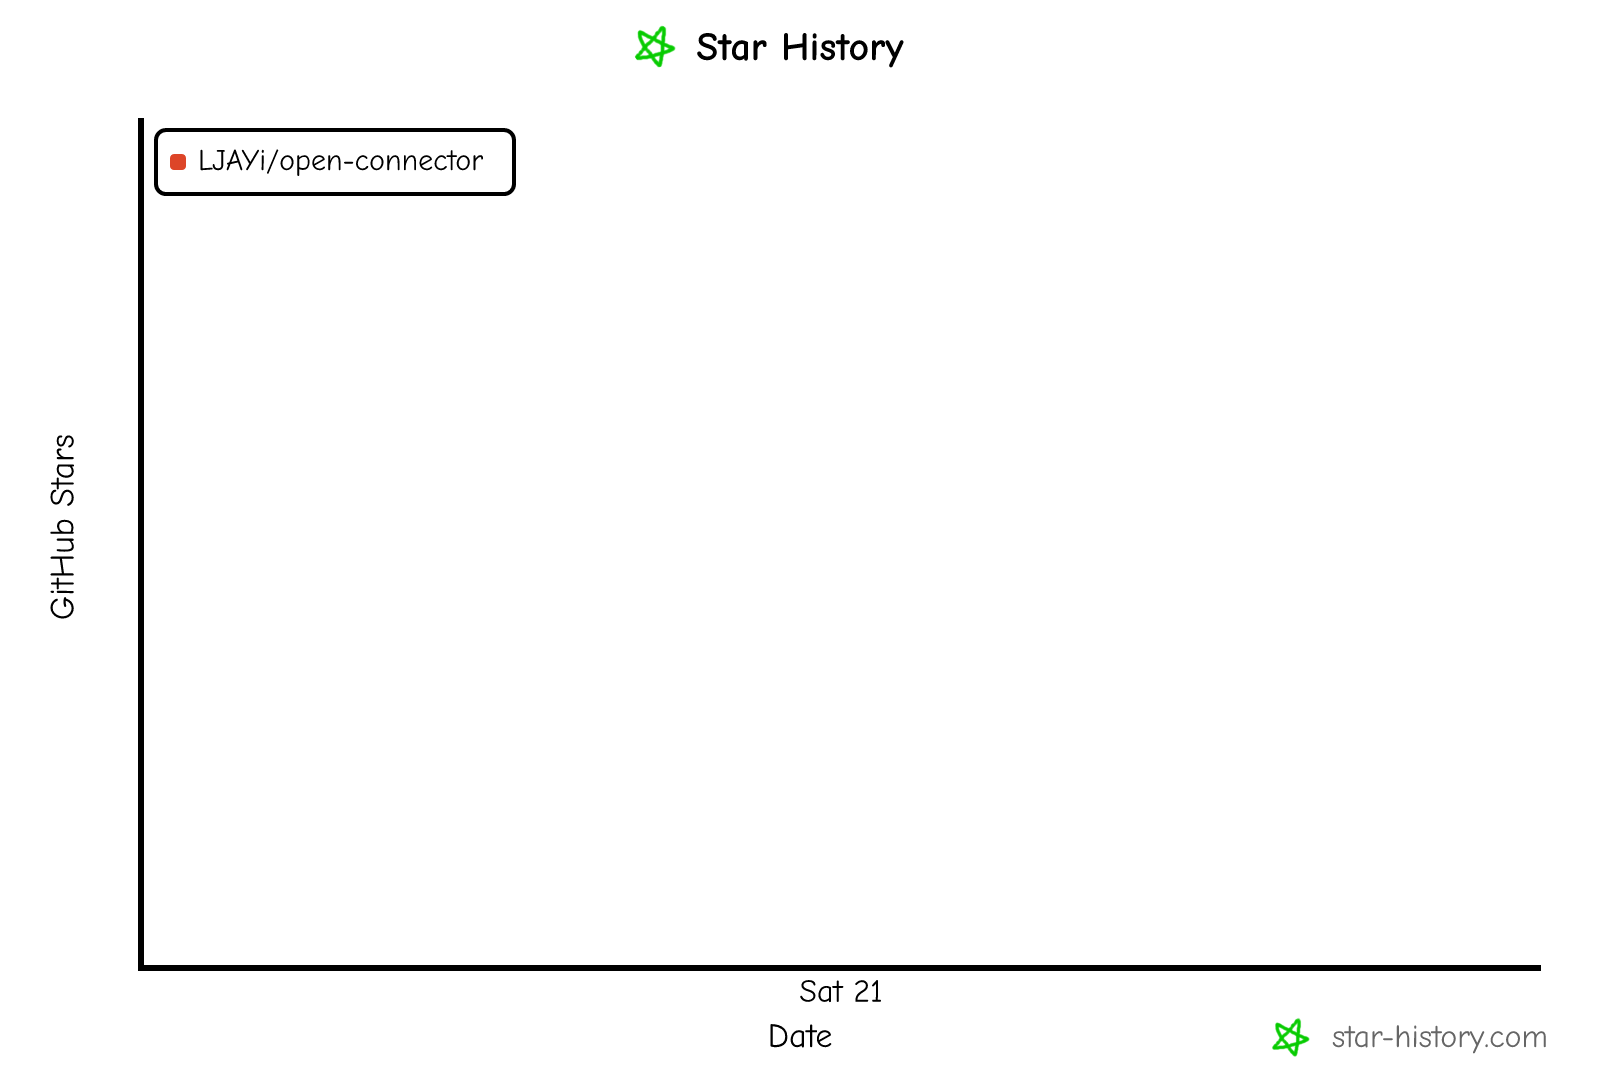 Star History
LJAYi/open-connector
GitHub Stars
Sat 21
Date
star-history.com